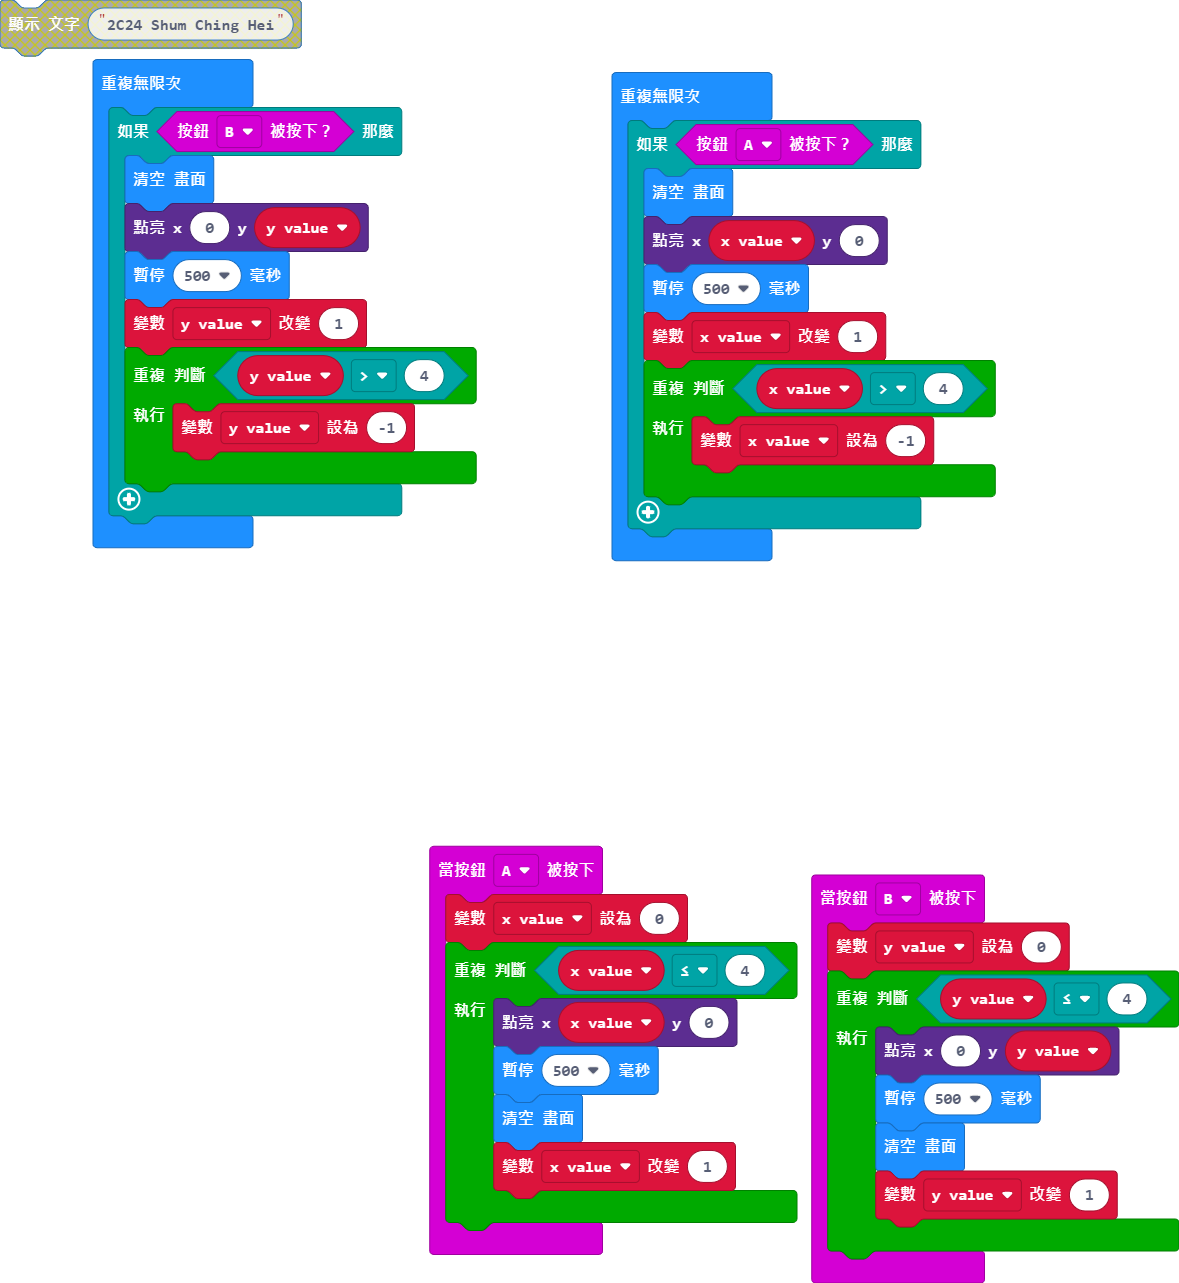 顯示 文字 "2C24 Shum Ching Hei"
重複無限次
如果 按鈕 B 被按下？ 那麼
清空 畫面
點亮 x 0 y y value
暫停 500 毫秒
變數 y value 改變 1
重複 判斷 y value > 4
執行 變數 y value 設為 -1
重複無限次
如果 按鈕 A 被按下？ 那麼
清空 畫面
點亮 x x value y 0
暫停 500 毫秒
變數 x value 改變 1
重複 判斷 x value > 4
執行 變數 x value 設為 -1
當按鈕 A 被按下
變數 x value 設為 0
重複 判斷 x value ≤ 4
執行 點亮 x x value y 0
暫停 500 毫秒
清空 畫面
變數 x value 改變 1
當按鈕 B 被按下
變數 y value 設為 0
重複 判斷 y value ≤ 4
執行 點亮 x 0 y y value
暫停 500 毫秒
清空 畫面
變數 y value 改變 1